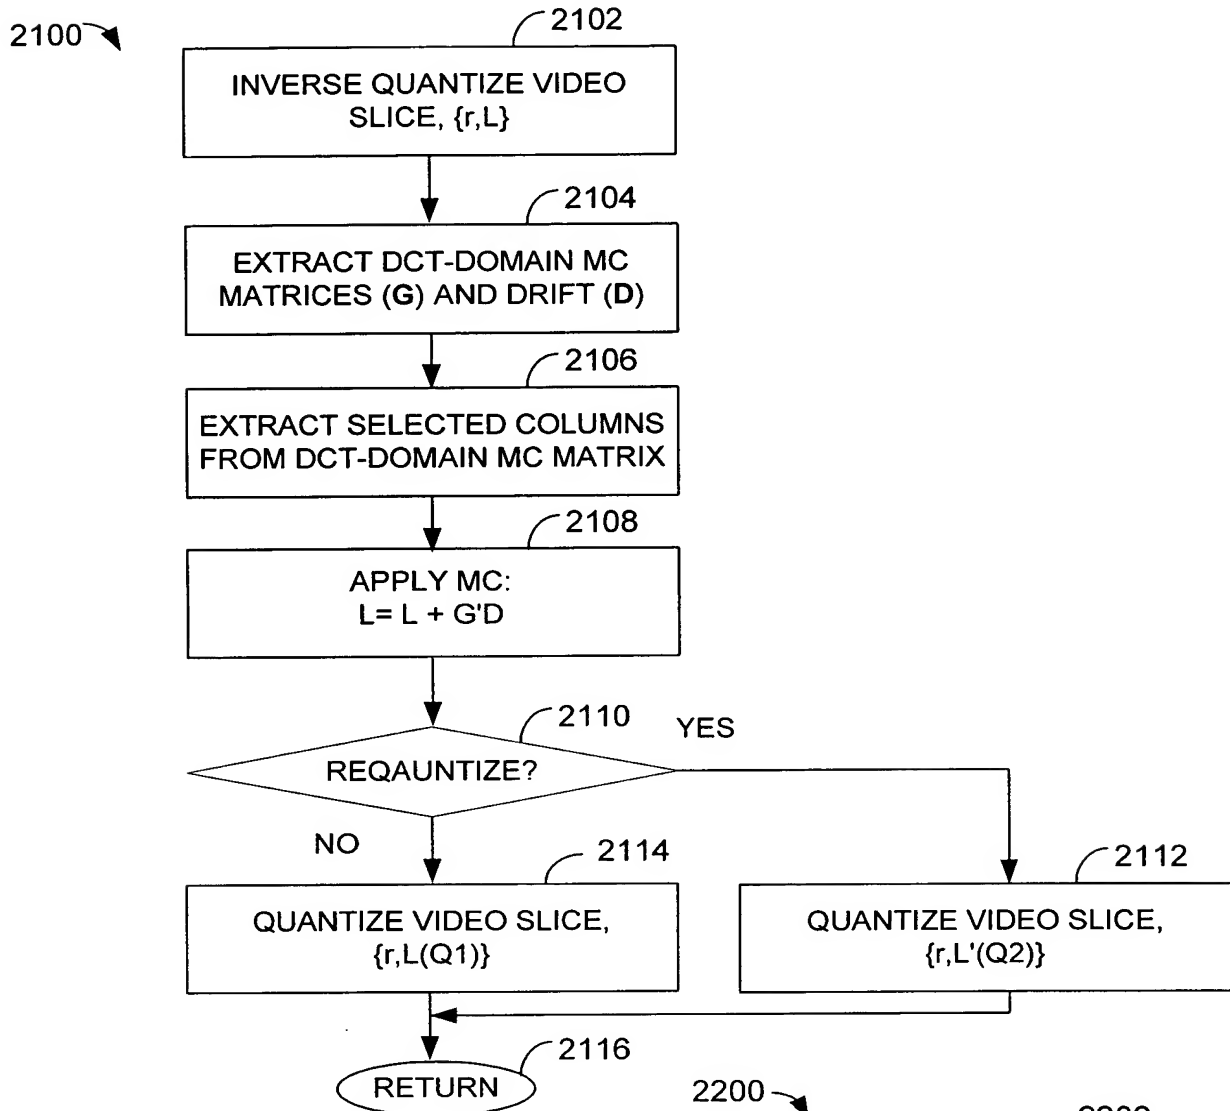 2100
2102
INVERSE QUANTIZE VIDEO
SLICE, {r,L}
2104
EXTRACT DCT-DOMAIN MC
MATRICES (G) AND DRIFT (D)
2106
EXTRACT SELECTED COLUMNS
FROM DCT-DOMAIN MC MATRIX
2108
APPLY MC:
L= L + G'D
2110
YES
REQAUNTIZE?
NO
2114
2112
QUANTIZE VIDEO SLICE,
{r,L(Q1)}
QUANTIZE VIDEO SLICE,
{r,L'(Q2)}
2116
RETURN
2200